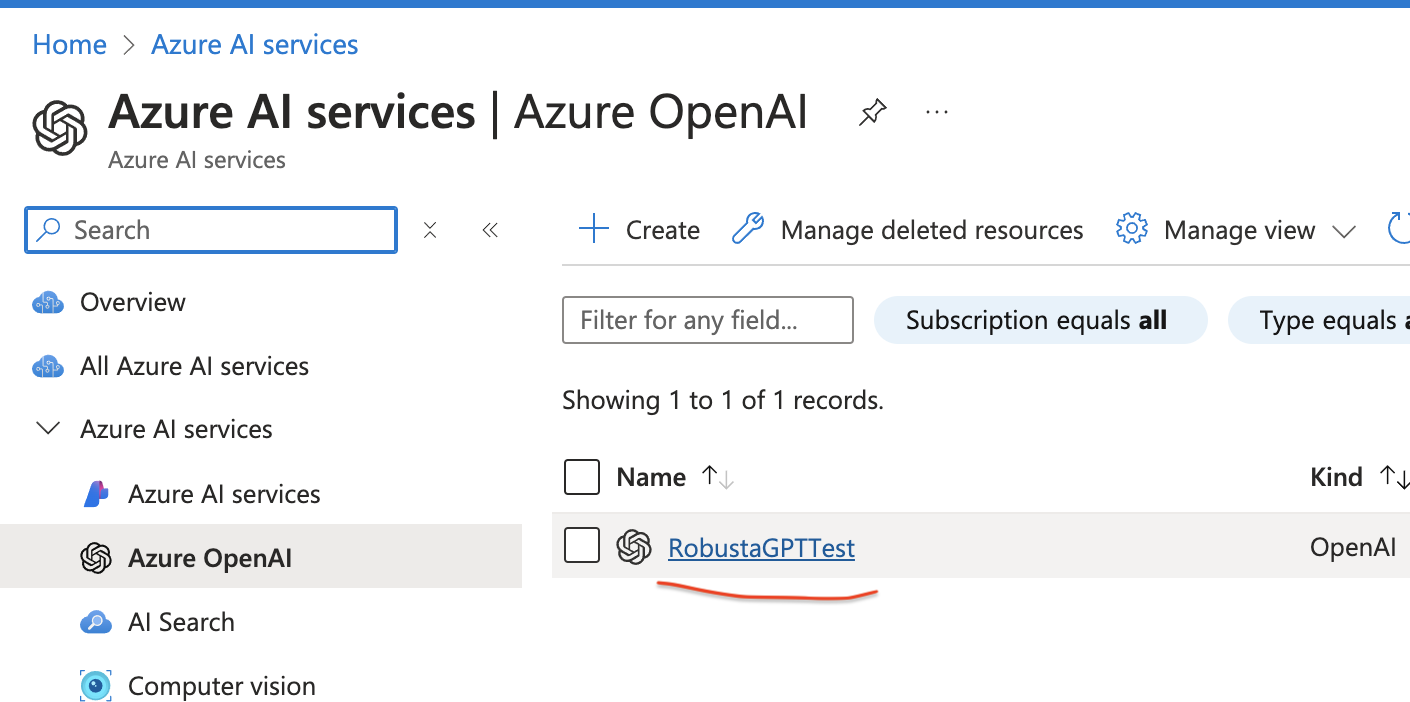 Home > Azure AI services
Azure AI services | Azure OpenAI ...
Azure AI services
Search
Create Manage deleted resources Manage view
Overview
Filter for any field... Subscription equals all Type equals
All Azure AI services
Showing 1 to 1 of 1 records.
Azure AI services
Name Kind
Azure AI services
RobustaGPTTest OpenAI
Azure OpenAI
AI Search
Computer vision